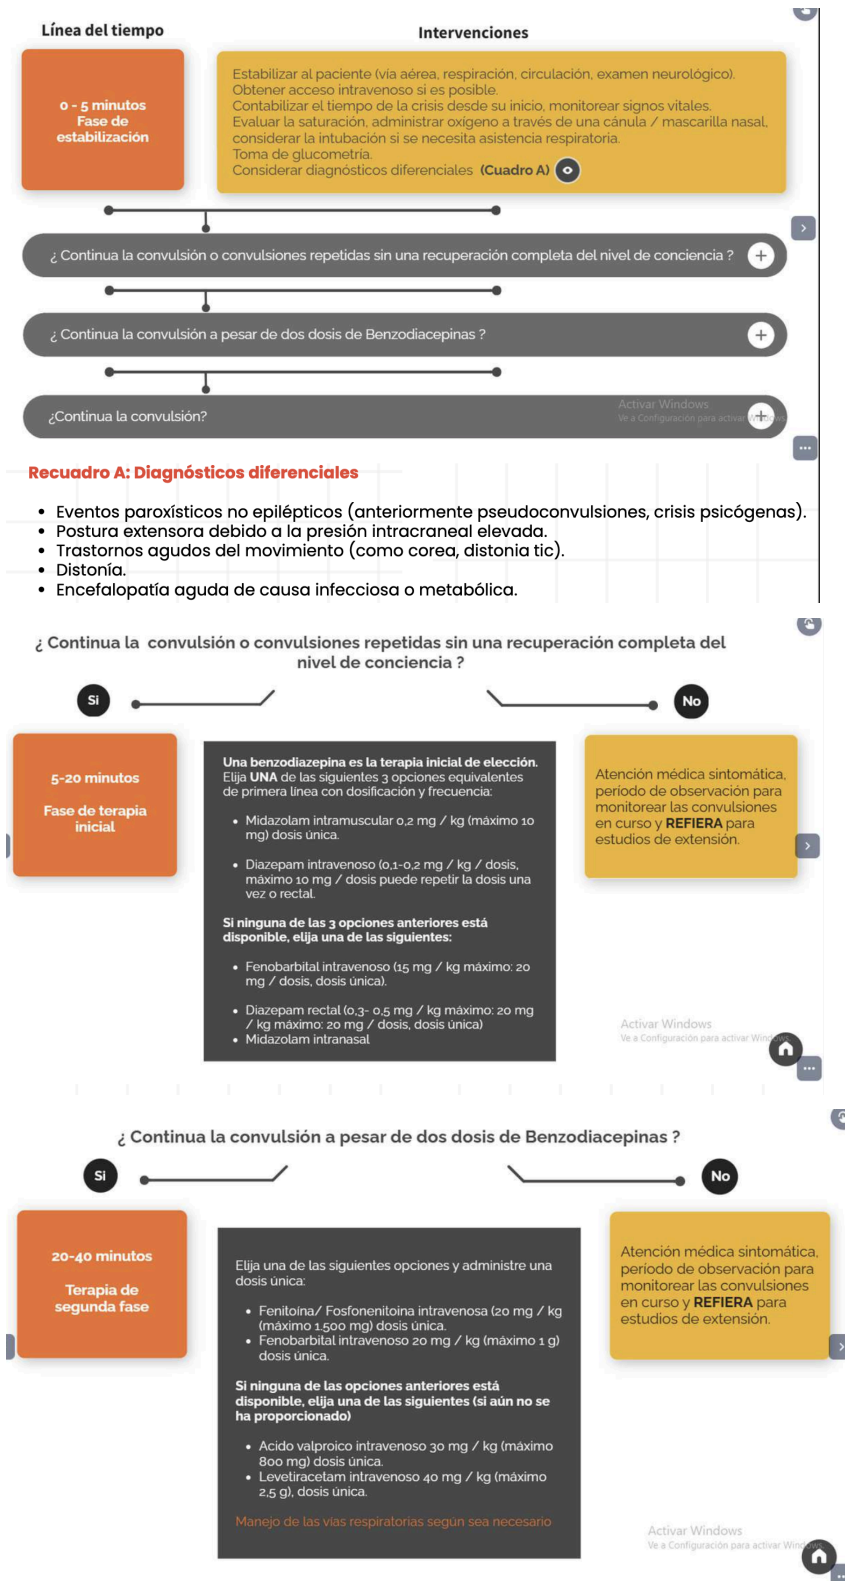 Línea del tiempo
Intervenciones
0 - 5 minutos
Fase de
estabilización
Estabilizar al paciente (vía aérea, respiración, circulación, examen neurológico).
Obtener acceso intravenoso si es posible.
Contabilizar el tiempo de la crisis desde su inicio, monitorear signos vitales.
Evaluar la saturación, administrar oxígeno a través de una cánula / mascarilla nasal,
considerar la intubación si se necesita asistencia respiratoria.
Toma de glucometría.
Considerar diagnósticos diferenciales (Cuadro A)
¿ Continua la convulsión o convulsiones repetidas sin una recuperación completa del nivel de conciencia ?
¿ Continua la convulsión a pesar de dos dosis de Benzodiacepinas ?
¿Continua la convulsión?
Activar Windows
Ve a Configuración para activar Windows.
Recuadro A: Diagnósticos diferenciales
• Eventos paroxísticos no epilépticos (anteriormente pseudoconvulsiones, crisis psicógenas).
• Postura extensora debido a la presión intracraneal elevada.
• Trastornos agudos del movimiento (como corea, distonia tic).
• Distonía.
• Encefalopatía aguda de causa infecciosa o metabólica.
¿ Continua la convulsión o convulsiones repetidas sin una recuperación completa del
nivel de conciencia ?
Si
No
5-20 minutos
Fase de terapia
inicial
Una benzodiazepina es la terapia inicial de elección.
Elija UNA de las siguientes 3 opciones equivalentes
de primera línea con dosificación y frecuencia:
• Midazolam intramuscular 0,2 mg / kg (máximo 10
mg) dosis única.
• Diazepam intravenoso (0,1-0,2 mg / kg / dosis,
máximo 10 mg / dosis puede repetir la dosis una
vez o rectal.
Si ninguna de las 3 opciones anteriores está
disponible, elija una de las siguientes:
• Fenobarbital intravenoso (15 mg / kg máximo: 20
mg / dosis, dosis única).
• Diazepam rectal (0,3- 0,5 mg / kg máximo: 20 mg
/ kg máximo: 20 mg / dosis, dosis única)
• Midazolam intranasal
Atención médica sintomática,
período de observación para
monitorear las convulsiones
en curso y REFIERA para
estudios de extensión.
Activar Windows
Ve a Configuración para activar Windows.
¿ Continua la convulsión a pesar de dos dosis de Benzodiacepinas ?
Si
No
20-40 minutos
Terapia de
segunda fase
Elija una de las siguientes opciones y administre una
dosis única:
• Fenitoína/ Fosfonenitoina intravenosa (20 mg / kg
(máximo 1.500 mg) dosis única.
• Fenobarbital intravenoso 20 mg / kg (máximo 1 g)
dosis única.
Si ninguna de las opciones anteriores está
disponible, elija una de las siguientes (si aún no se
ha proporcionado)
• Acido valproico intravenoso 30 mg / kg (máximo
800 mg) dosis única.
• Levetiracetam intravenoso 40 mg / kg (máximo
2,5 g), dosis única.
Manejo de las vías respiratorias según sea necesario
Atención médica sintomática,
período de observación para
monitorear las convulsiones
en curso y REFIERA para
estudios de extensión.
Activar Windows
Ve a Configuración para activar Windows.